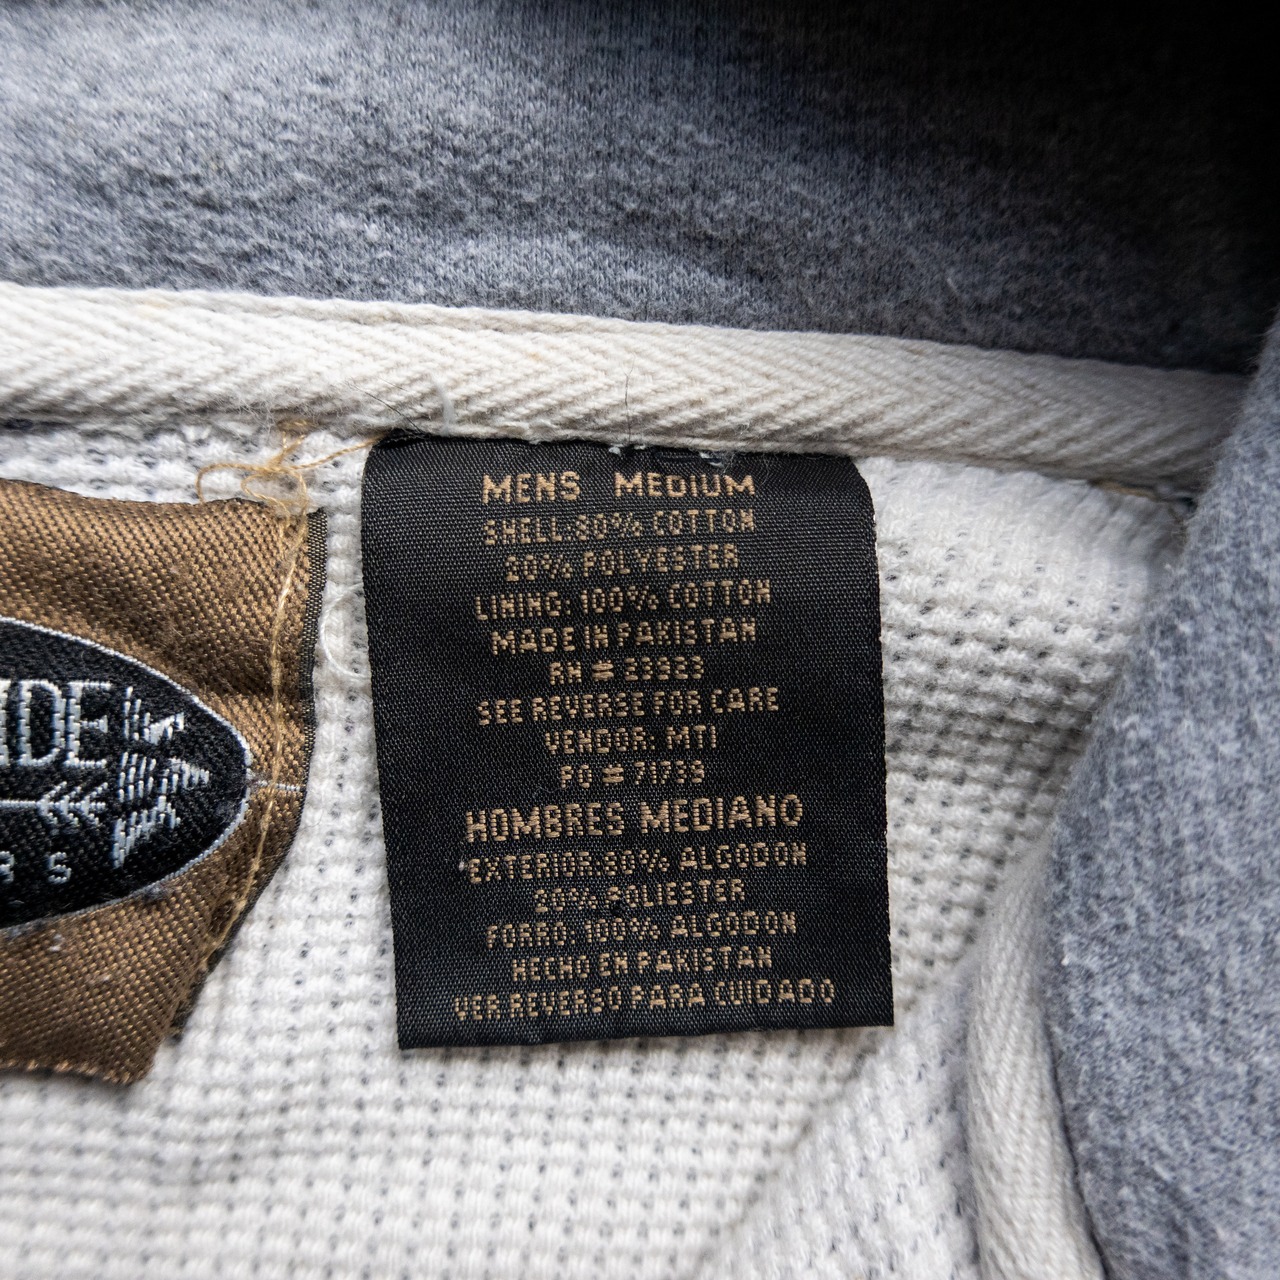 MENS MEDIUM
SHELL:80% COTTON
20% POLYESTER
LINING: 100% COTTON
MADE IN PAKISTAN
RN #
SEE REVERSE FOR CARE
VENDOR: MTI
PO #
HOMBRES MEDIANO
EXTERIOR:80% ALGODON
20% POLIESTER
FORRO: 100% ALGODON
HECHO EN PAKISTAN
VER REVERSO PARA CUIDADO
IDE
RS